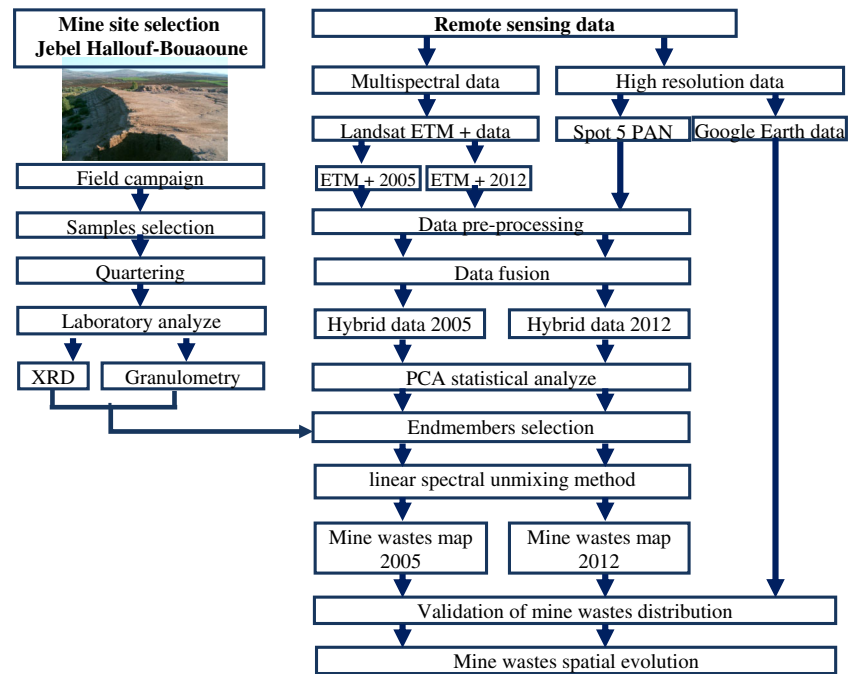 Mine site selection
Jebel Hallouf-Bouaoune
Field campaign
Samples selection
Quartering
Laboratory analyze
XRD
Granulometry
Remote sensing data
Multispectral data
High resolution data
Landsat ETM + data
Spot 5 PAN
Google Earth data
ETM + 2005
ETM + 2012
Data pre-processing
Data fusion
Hybrid data 2005
Hybrid data 2012
PCA statistical analyze
Endmembers selection
linear spectral unmixing method
Mine wastes map
2005
Mine wastes map
2012
Validation of mine wastes distribution
Mine wastes spatial evolution